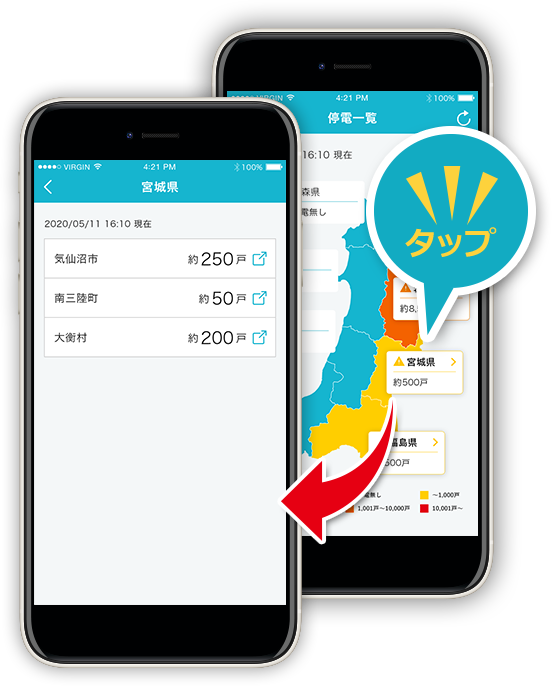 VIRGIN 4:21 PM 100%
宮城県
2020/05/11 16:10 現在
気仙沼市 約250戸
南三陸町 約50戸
大衡村 約200戸
VIRGIN 4:21 PM 100%
停電一覧
16:10 現在
森県
電無し
タップ
約8,
宮城県
約500戸
島県
500戸
電無し ～1,000戸
1,001戸～10,000戸 10,001戸～